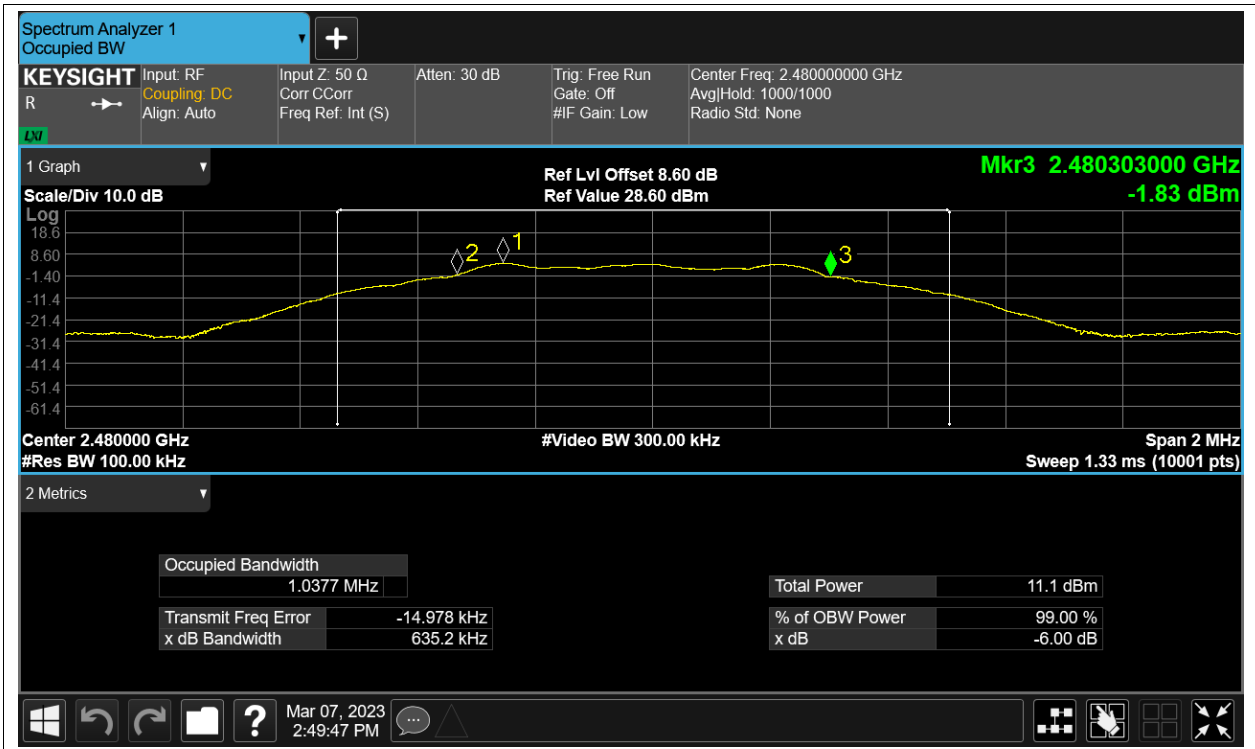 Spectrum Analyzer 1
Occupied BW
▼
+
KEYSIGHT
R
LXI
Input: RF
Coupling: DC
Align: Auto
Input Z: 50 Ω
Corr CCorr
Freq Ref: Int (S)
Atten: 30 dB
Trig: Free Run
Gate: Off
#IF Gain: Low
Center Freq: 2.480000000 GHz
Avg|Hold: 1000/1000
Radio Std: None
1 Graph ▼
Scale/Div 10.0 dB
Ref Lvl Offset 8.60 dB
Ref Value 28.60 dBm
Mkr3 2.480303000 GHz
-1.83 dBm
Log
18.6
8.60
-1.40
-11.4
-21.4
-31.4
-41.4
-51.4
-61.4
2
1
3
Center 2.480000 GHz
#Res BW 100.00 kHz
#Video BW 300.00 kHz
Span 2 MHz
Sweep 1.33 ms (10001 pts)
2 Metrics ▼
Occupied Bandwidth
1.0377 MHz
Transmit Freq Error -14.978 kHz
x dB Bandwidth 635.2 kHz
Total Power 11.1 dBm
% of OBW Power 99.00 %
x dB -6.00 dB
?
Mar 07, 2023
2:49:47 PM